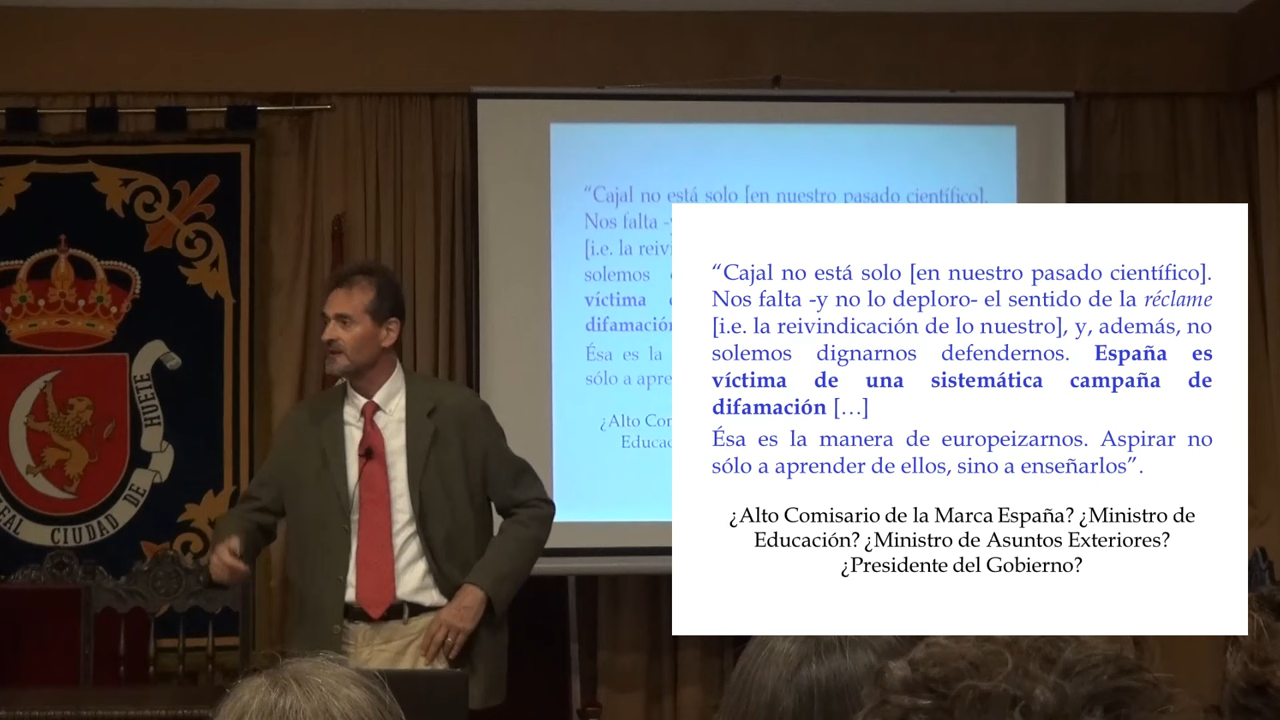 “Cajal no está solo [en nuestro pasado científico].
Nos falta -y
[i.e. la reivi
solemos
víctima
difamación
Ésa es la
sólo a apre
¿Alto Co
Educac
“Cajal no está solo [en nuestro pasado científico].
Nos falta -y no lo deploro- el sentido de la réclame
[i.e. la reivindicación de lo nuestro], y, además, no
solemos dignarnos defendernos. España es
víctima de una sistemática campaña de
difamación […]
Ésa es la manera de europeizarnos. Aspirar no
sólo a aprender de ellos, sino a enseñarlos”.
¿Alto Comisario de la Marca España? ¿Ministro de
Educación? ¿Ministro de Asuntos Exteriores?
¿Presidente del Gobierno?
EAL CIUDAD DE HUETE